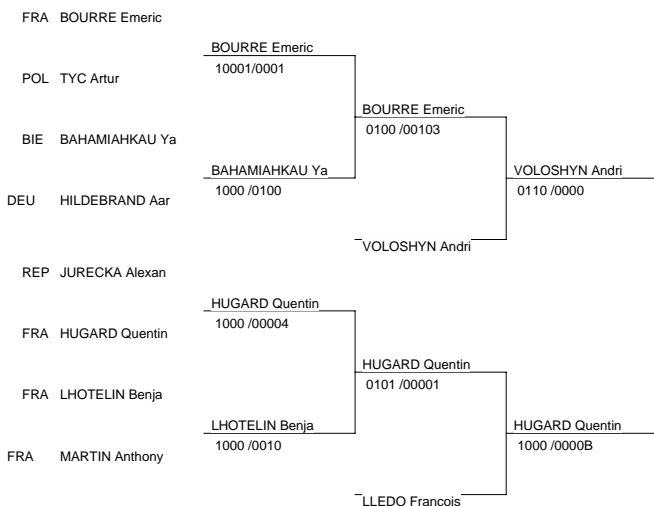 FRA BOURRE Emeric
BOURRE Emeric
10001/0001
POL TYC Artur
BOURRE Emeric
0100 /00103
BIE BAHAMIAHKAU Ya
BAHAMIAHKAU Ya
1000 /0100
VOLOSHYN Andri
0110 /0000
DEU HILDEBRAND Aar
VOLOSHYN Andri
REP JURECKA Alexan
HUGARD Quentin
1000 /00004
FRA HUGARD Quentin
HUGARD Quentin
0101 /00001
FRA LHOTELIN Benja
LHOTELIN Benja
1000 /0010
HUGARD Quentin
1000 /0000B
FRA MARTIN Anthony
LLEDO Francois